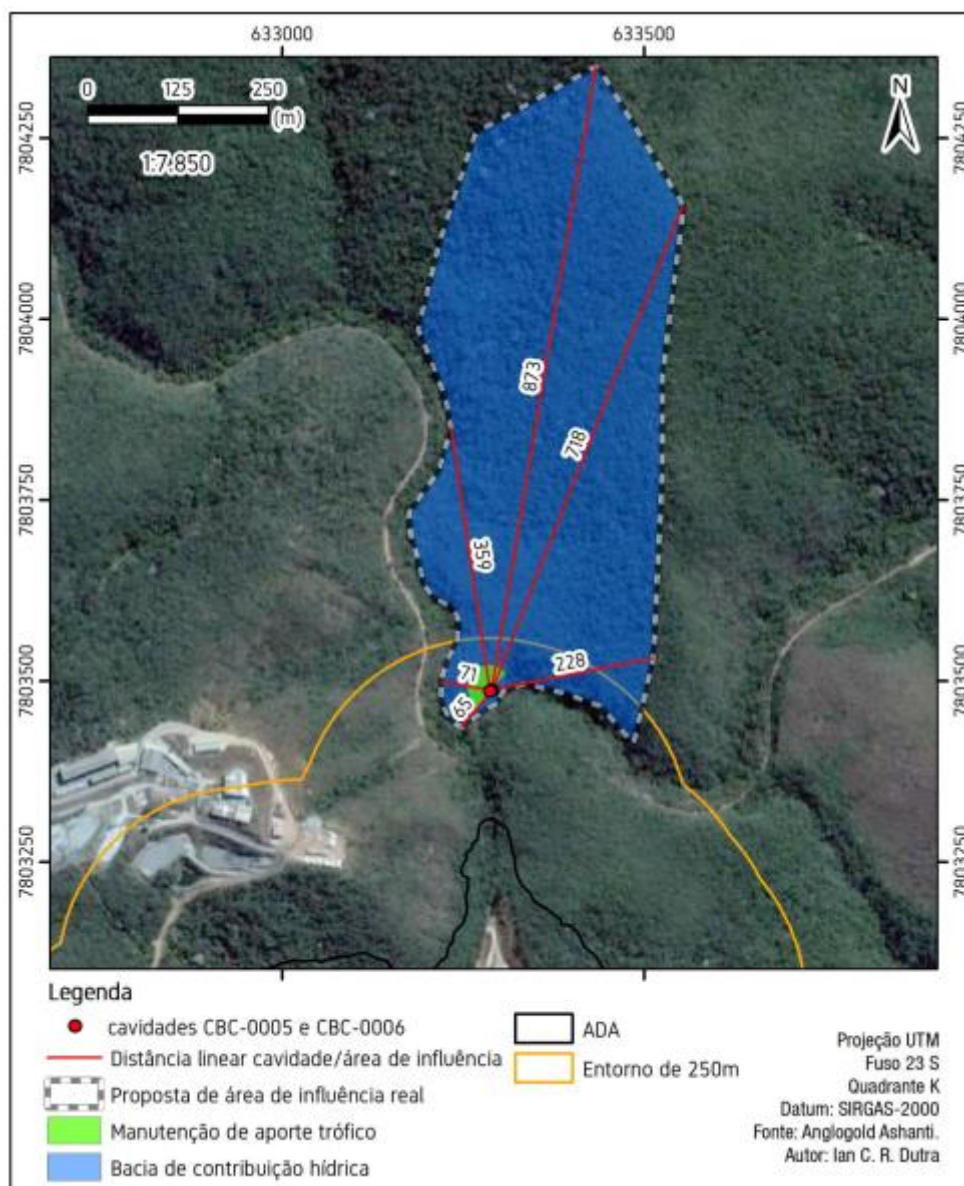 633000
633500
0
125
250
(m)
1:7.850
N
7804250
7804250
7804000
7804000
873
718
7803750
7803750
359
7803500
7803500
71
228
65
7803250
7803250
Legenda
cavidades CBC-0005 e CBC-0006
Distância linear cavidade/área de influência
Proposta de área de influência real
Manutenção de aporte trófico
Bacia de contribuição hídrica
ADA
Entorno de 250m
Projeção UTM
Fuso 23 S
Quadrante K
Datum: SIRGAS-2000
Fonte: Anglogold Ashanti.
Autor: Ian C. R. Dutra